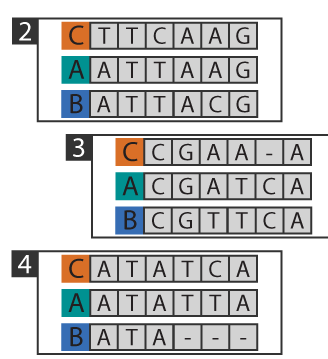 2
C T T C A A G
A A T T A A G
B A T T A C G
3
C C G A A - A
A C G A T C A
B C G T T C A
4
C A T A T C A
A A T A T T A
B A T A - - -